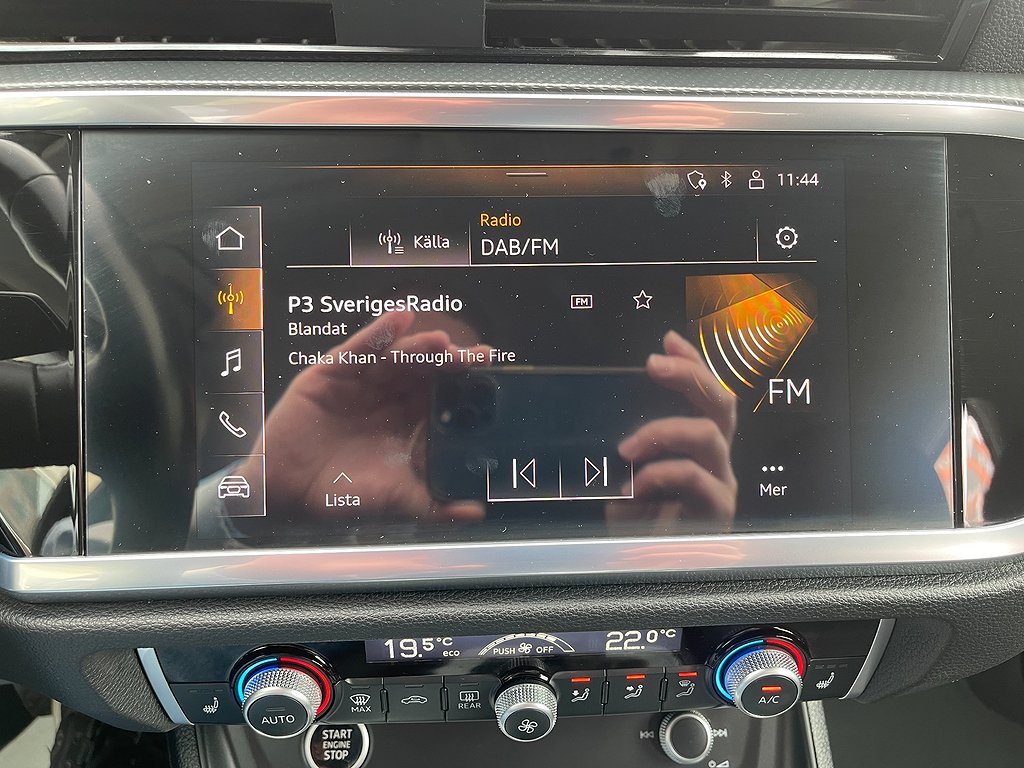 11:44
Källa
Radio
DAB/FM
P3 SverigesRadio
FM
Blandat
Chaka Khan - Through The Fire
FM
Lista
Mer
19.5°C
eco
PUSH OFF
22.0°C
AUTO
MAX
REAR
A/C
START
ENGINE
STOP